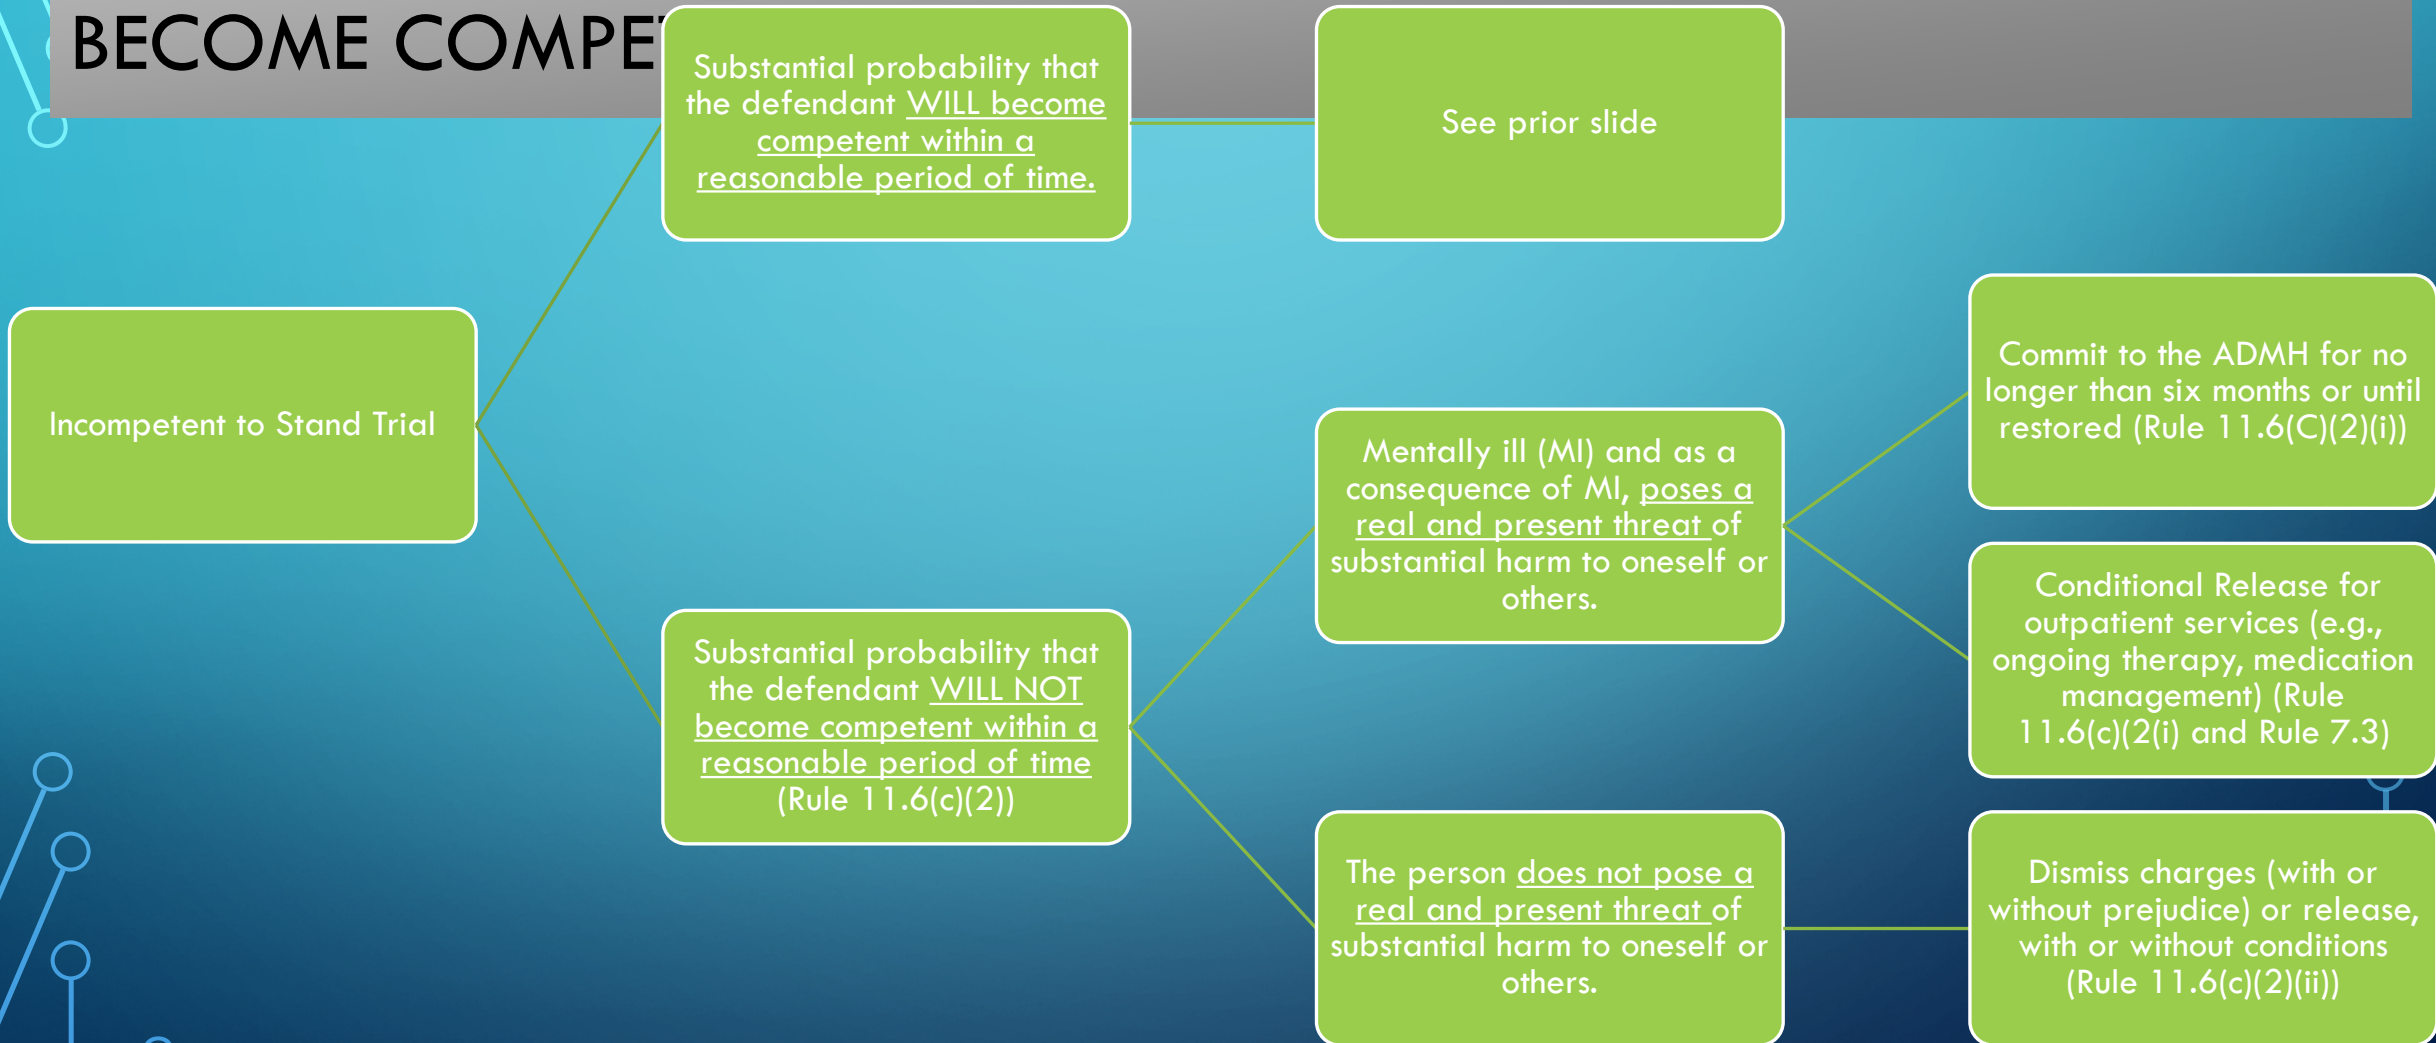 BECOME COMPE
Substantial probability that
the defendant WILL become
competent within a
reasonable period of time.
See prior slide
Incompetent to Stand Trial
Substantial probability that
the defendant WILL NOT
become competent within a
reasonable period of time
(Rule 11.6(c)(2))
Mentally ill (MI) and as a
consequence of MI, poses a
real and present threat of
substantial harm to oneself or
others.
The person does not pose a
real and present threat of
substantial harm to oneself or
others.
Commit to the ADMH for no
longer than six months or until
restored (Rule 11.6(C)(2)(i))
Conditional Release for
outpatient services (e.g.,
ongoing therapy, medication
management) (Rule
11.6(c)(2(i) and Rule 7.3)
Dismiss charges (with or
without prejudice) or release,
with or without conditions
(Rule 11.6(c)(2)(ii))